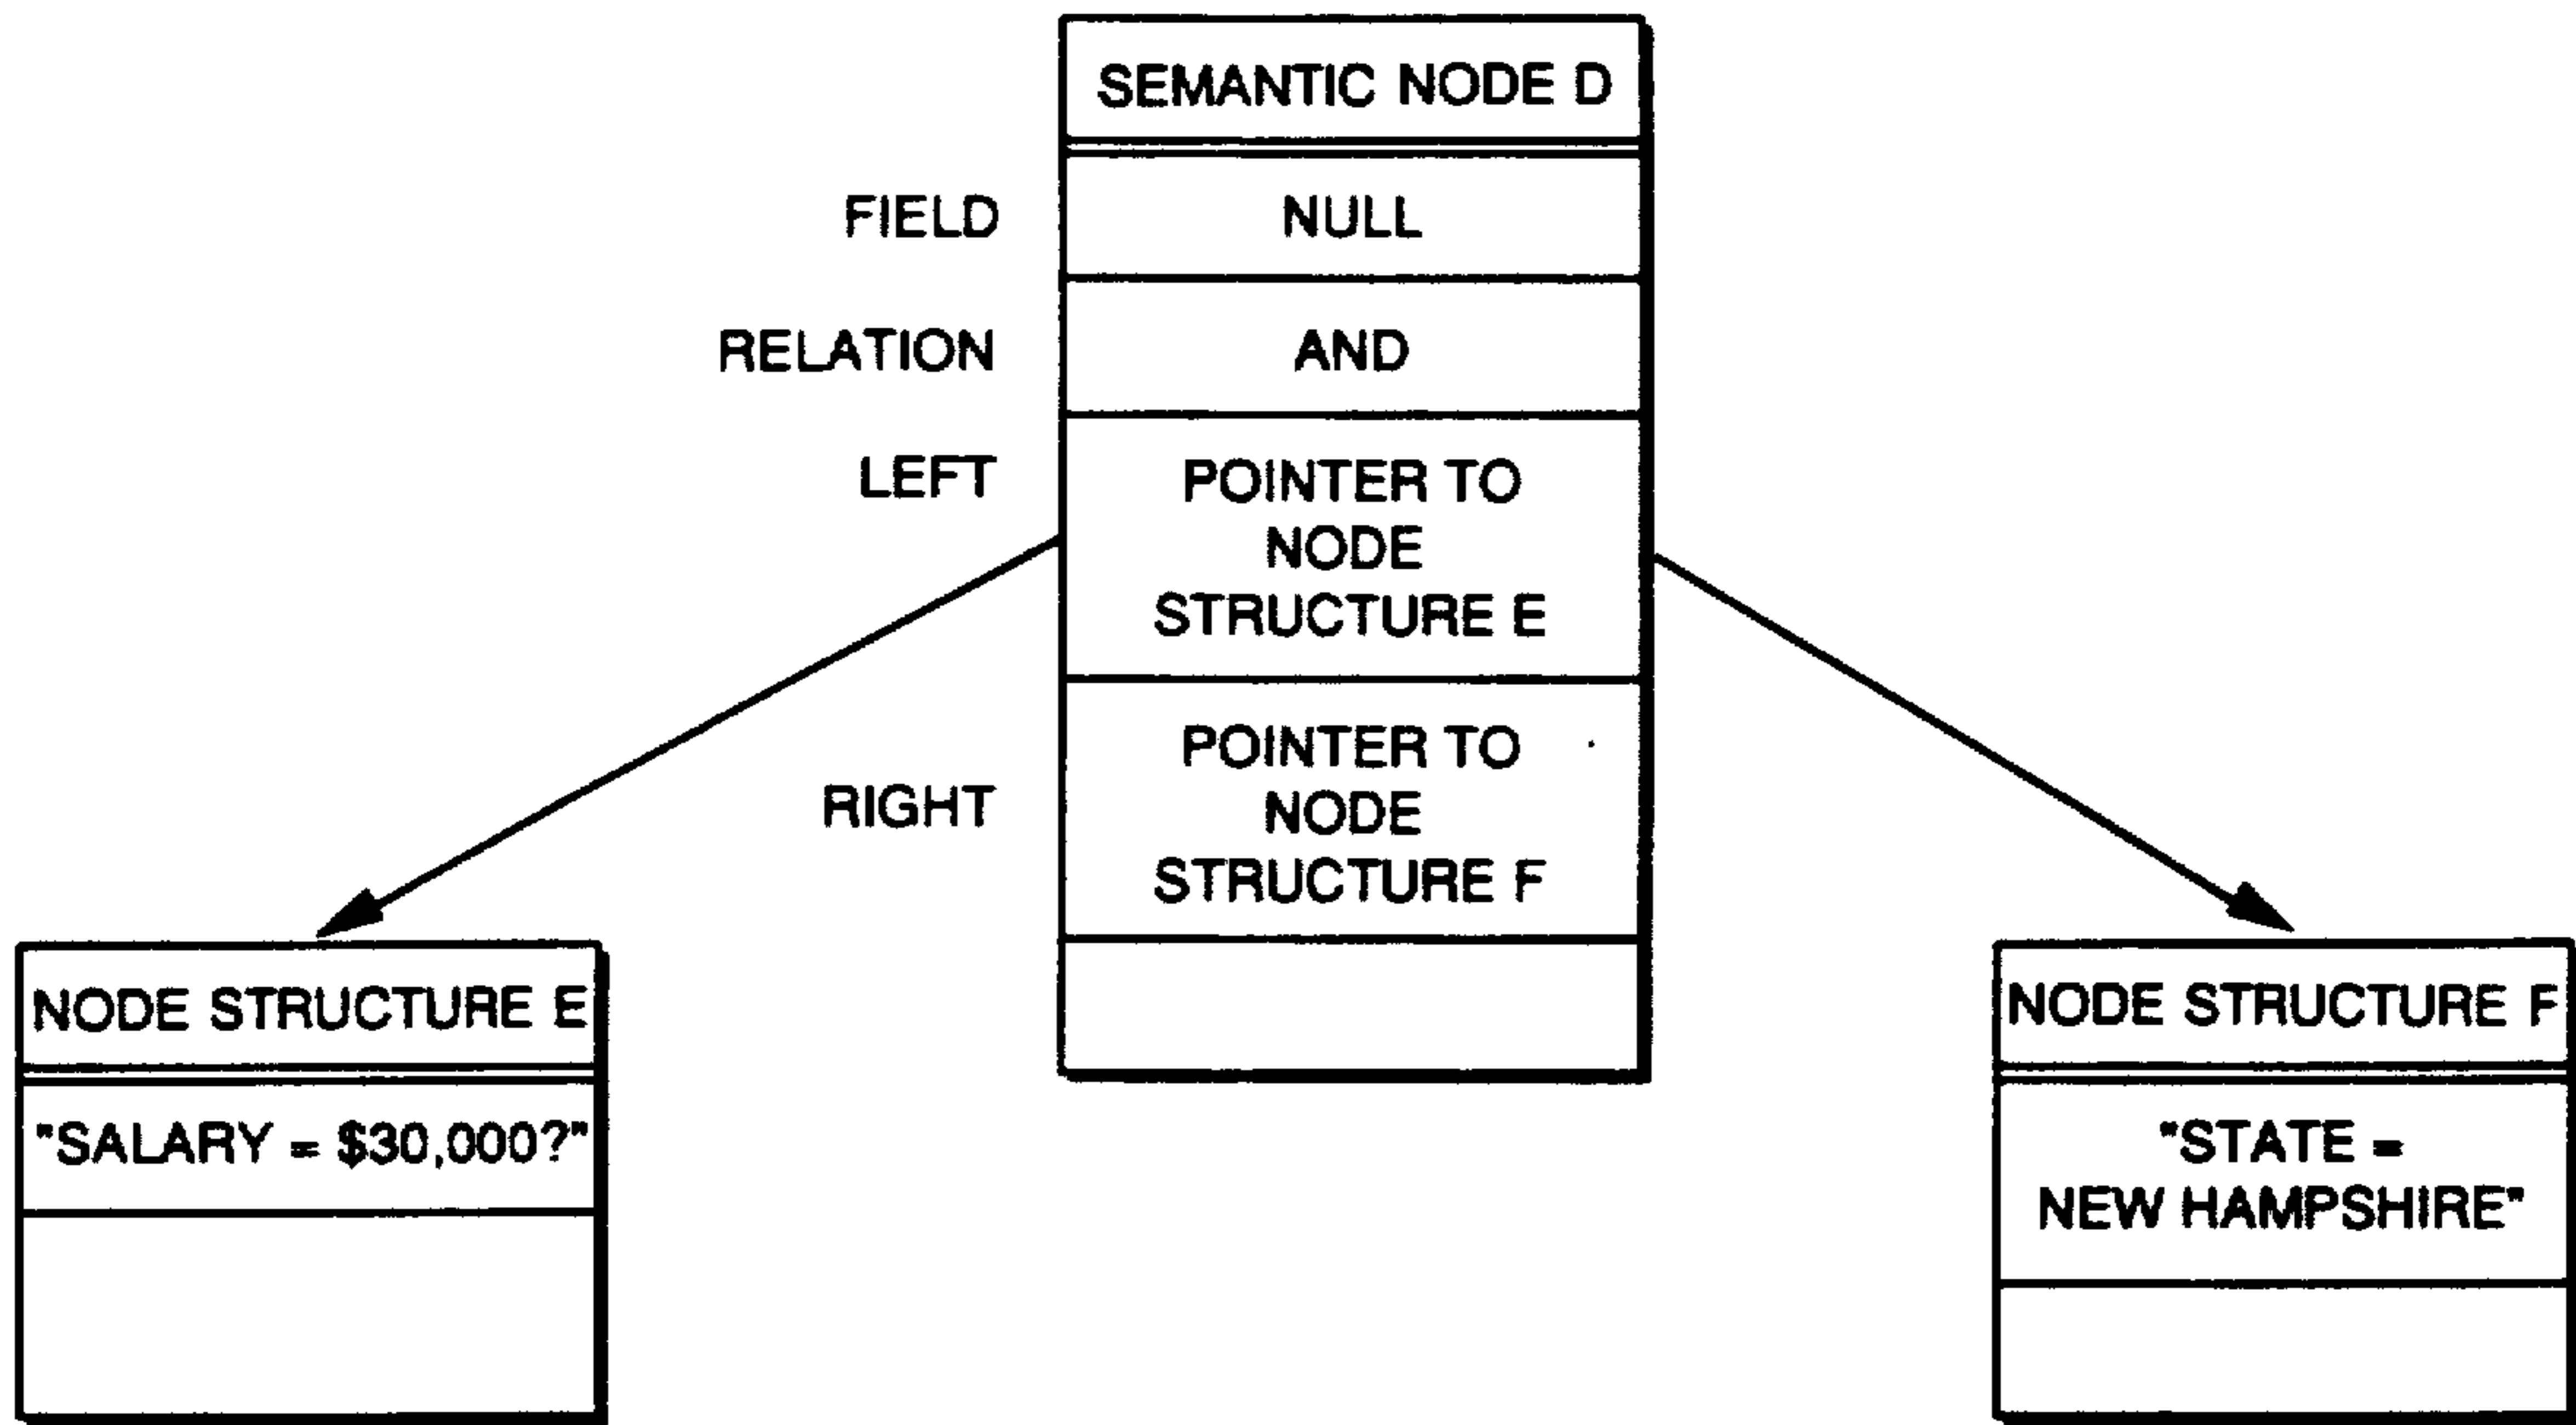 SEMANTIC NODE D
FIELD
NULL
RELATION
AND
LEFT
POINTER TO
NODE
STRUCTURE E
RIGHT
POINTER TO
NODE
STRUCTURE F
NODE STRUCTURE E
"SALARY = $30,000?"
NODE STRUCTURE F
"STATE =
NEW HAMPSHIRE"